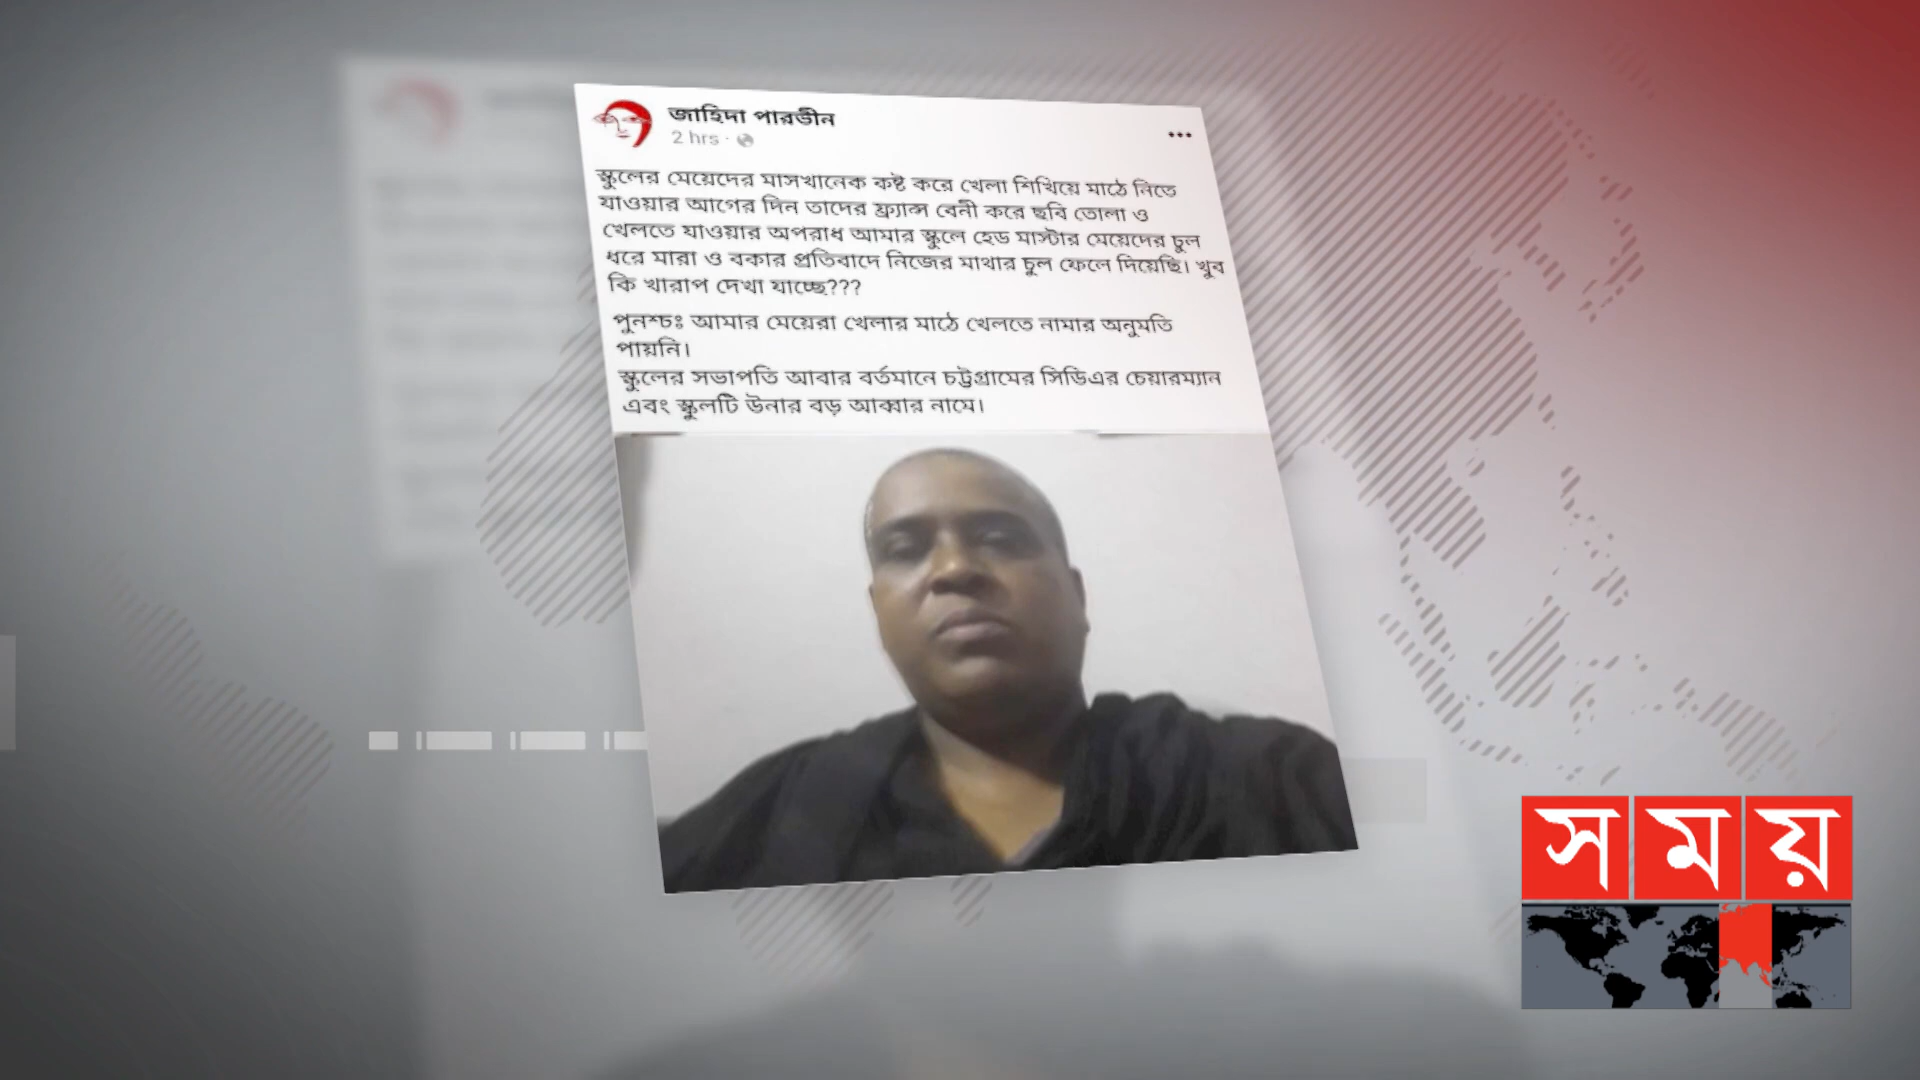 জাহিদা পারভীন
2 hrs ·
স্কুলের মেয়েদের মাসখানেক কষ্ট করে খেলা শিখিয়ে মাঠে নিতে
যাওয়ার আগের দিন তাদের ফ্র্যান্স বেনী করে ছবি তোলা ও
খেলতে যাওয়ার অপরাধ আমার স্কুলে হেড মাস্টার মেয়েদের চুল
ধরে মারা ও বকার প্রতিবাদে নিজের মাথার চুল ফেলে দিয়েছি। খুব
কি খারাপ দেখা যাচ্ছে???
পুনশ্চঃ আমার মেয়েরা খেলার মাঠে খেলতে নামার অনুমতি
পায়নি।
স্কুলের সভাপতি আবার বর্তমানে চট্টগ্রামের সিডিএর চেয়ারম্যান
এবং স্কুলটি উনার বড় আব্বার নামে।
সময়